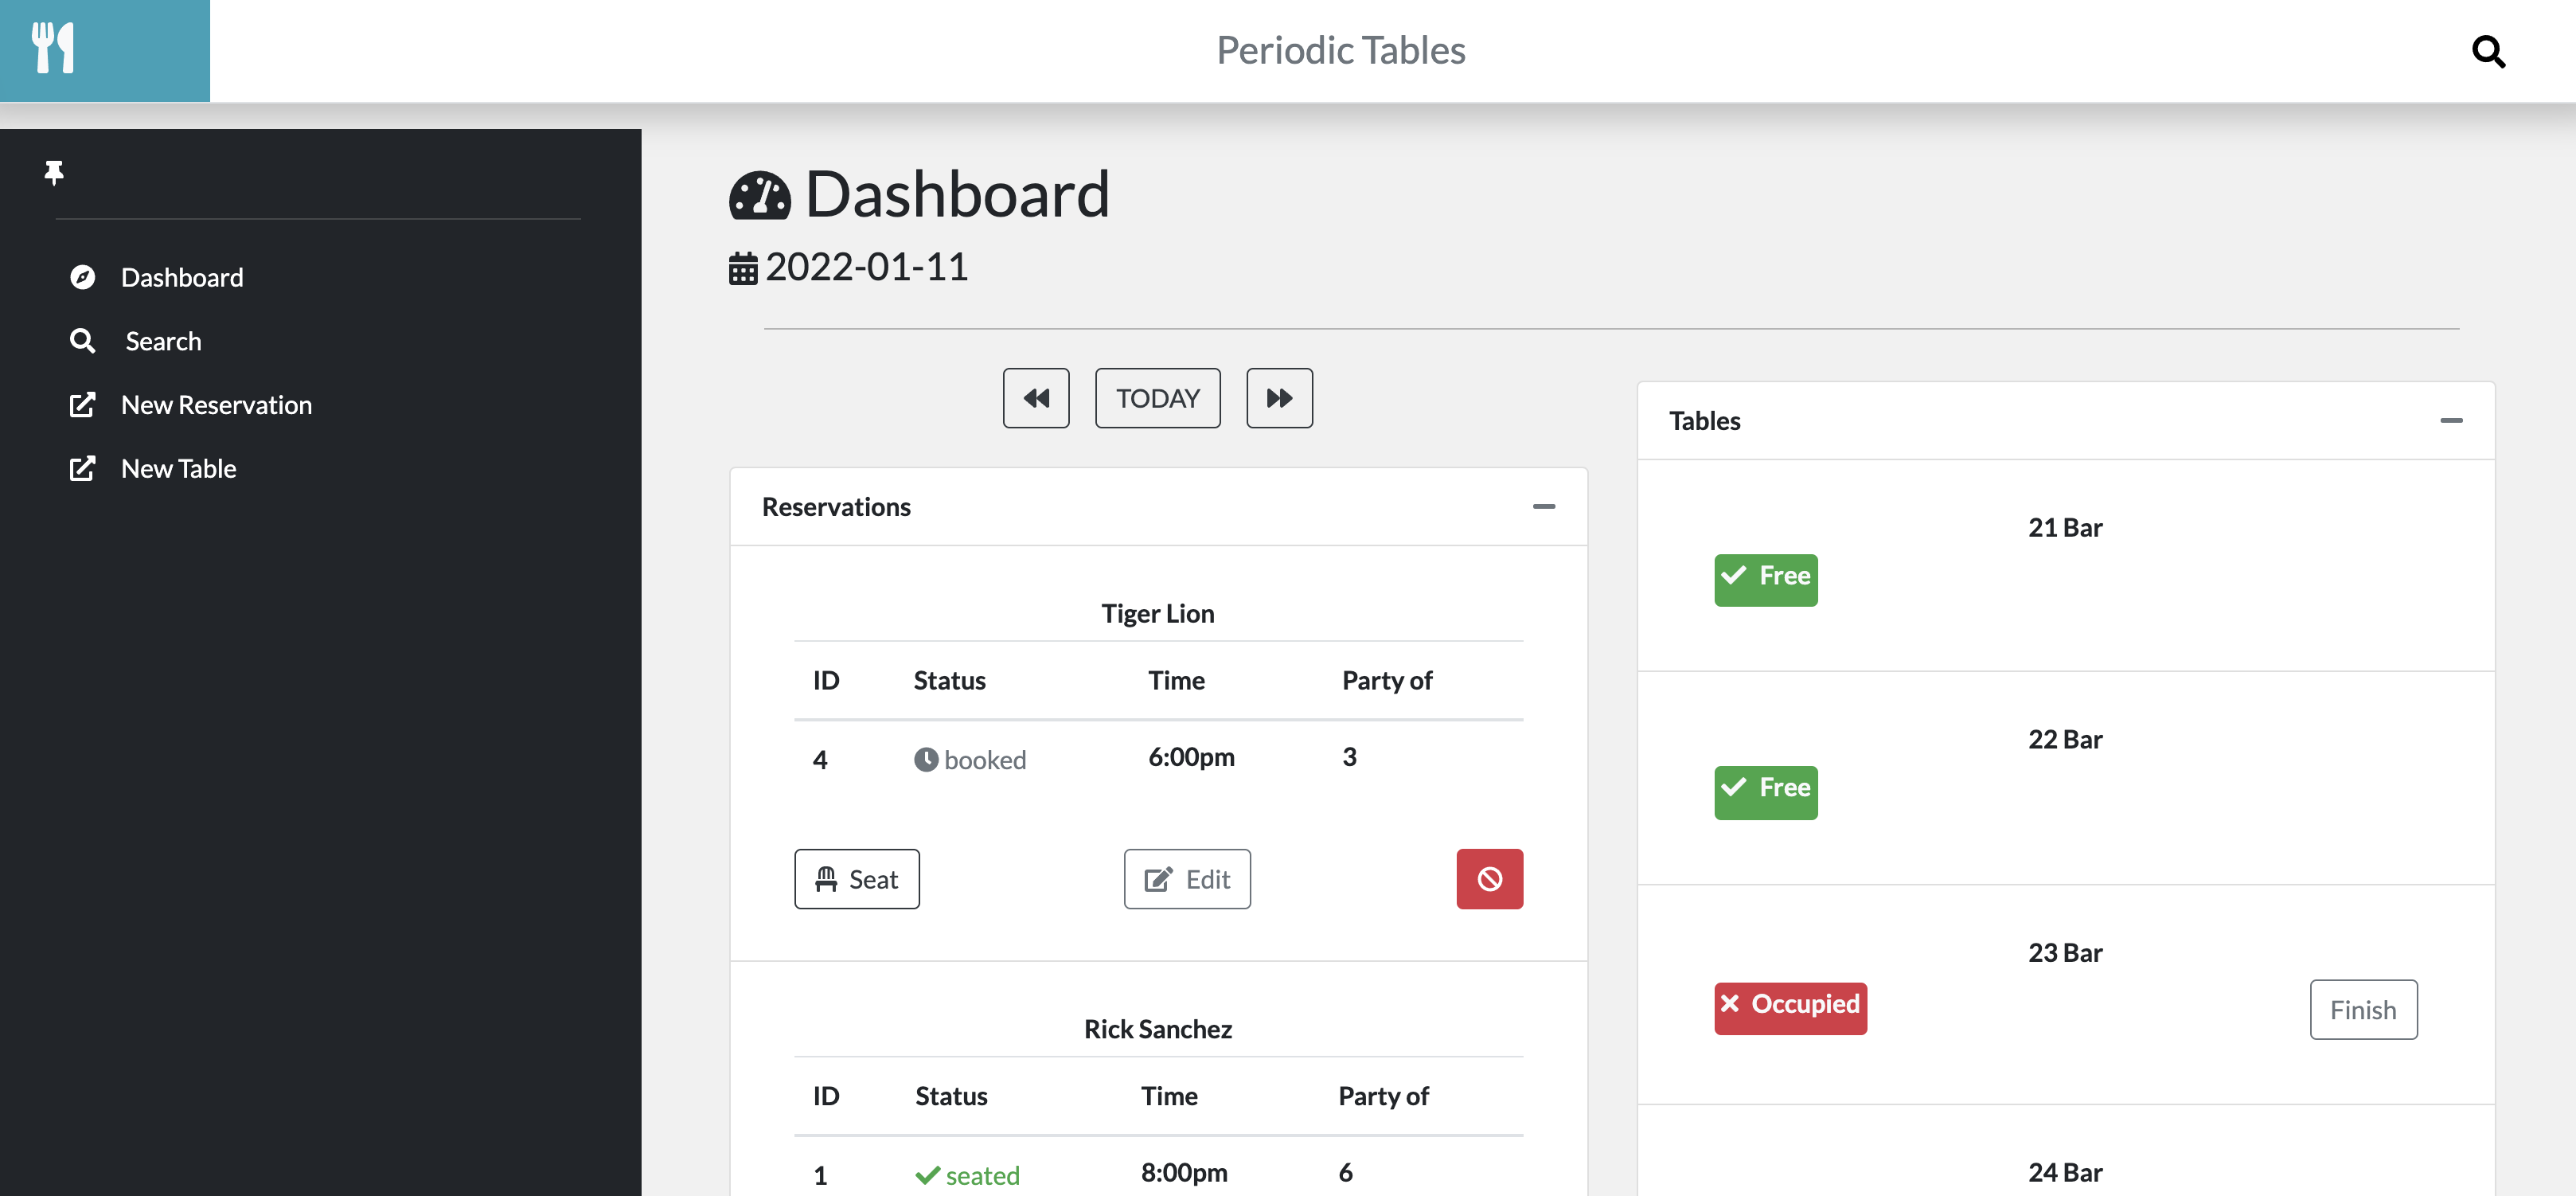 Periodic Tables
Dashboard
Search
New Reservation
New Table
Dashboard
2022-01-11
TODAY
Reservations
Tiger Lion
ID Status Time Party of
4 booked 6:00pm 3
Seat Edit
Rick Sanchez
ID Status Time Party of
1 seated 8:00pm 6
Tables
21 Bar
Free
22 Bar
Free
23 Bar
Occupied Finish
24 Bar